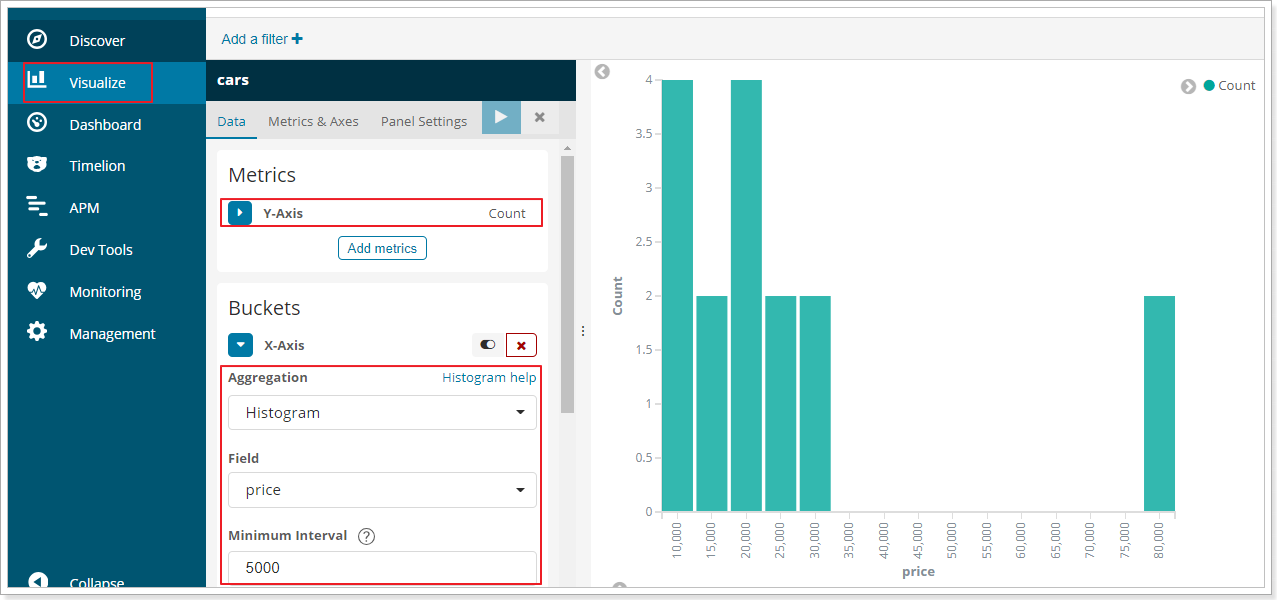 Discover
Visualize
Dashboard
Timelion
APM
Dev Tools
Monitoring
Management
Collapse
Add a filter +
cars
Data Metrics & Axes Panel Settings
Metrics
Y-Axis Count
Add metrics
Buckets
X-Axis
Aggregation Histogram help
Histogram
Field
price
Minimum Interval ?
5000
Count
4
3.5
3
2.5
2
1.5
1
0.5
0
Count
10,000
15,000
20,000
25,000
30,000
35,000
40,000
45,000
50,000
55,000
60,000
65,000
70,000
75,000
80,000
price